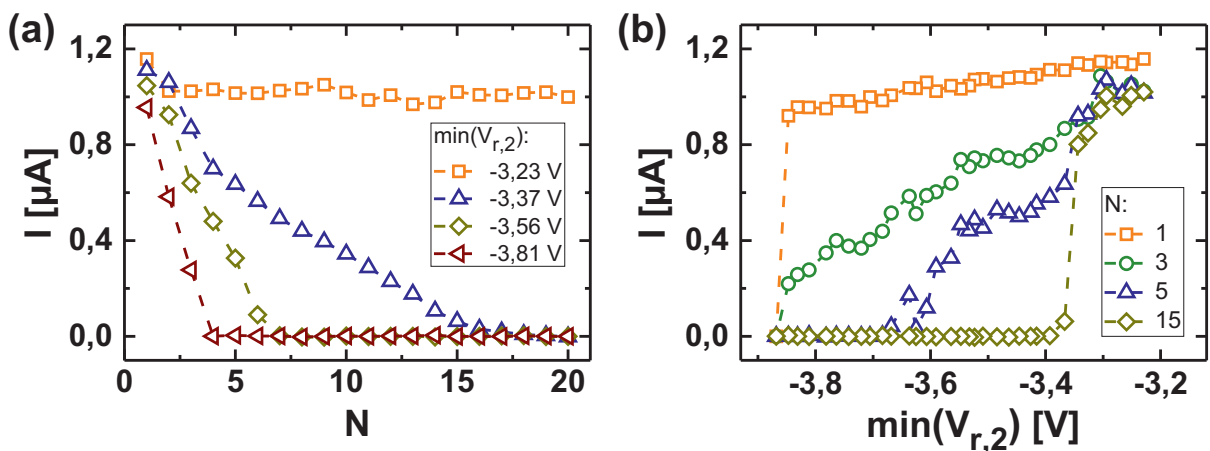 (a)
I [µA]
1,2
0,8
0,4
0,0
0
5
10
15
20
N
min(Vr,2):
-3,23 V
-3,37 V
-3,56 V
-3,81 V
(b)
I [µA]
1,2
0,8
0,4
0,0
-3,8
-3,6
-3,4
-3,2
min(Vr,2) [V]
N:
1
3
5
15